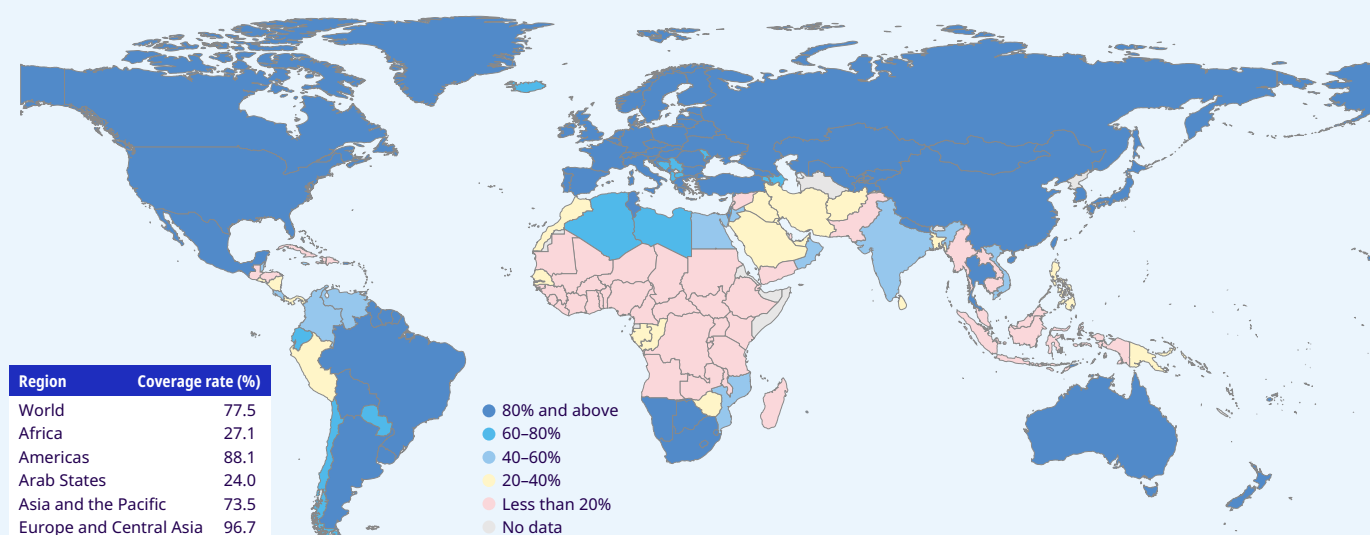 Region Coverage rate (%)
World 77.5
Africa 27.1
Americas 88.1
Arab States 24.0
Asia and the Pacific 73.5
Europe and Central Asia 96.7
80% and above
60–80%
40–60%
20–40%
Less than 20%
No data